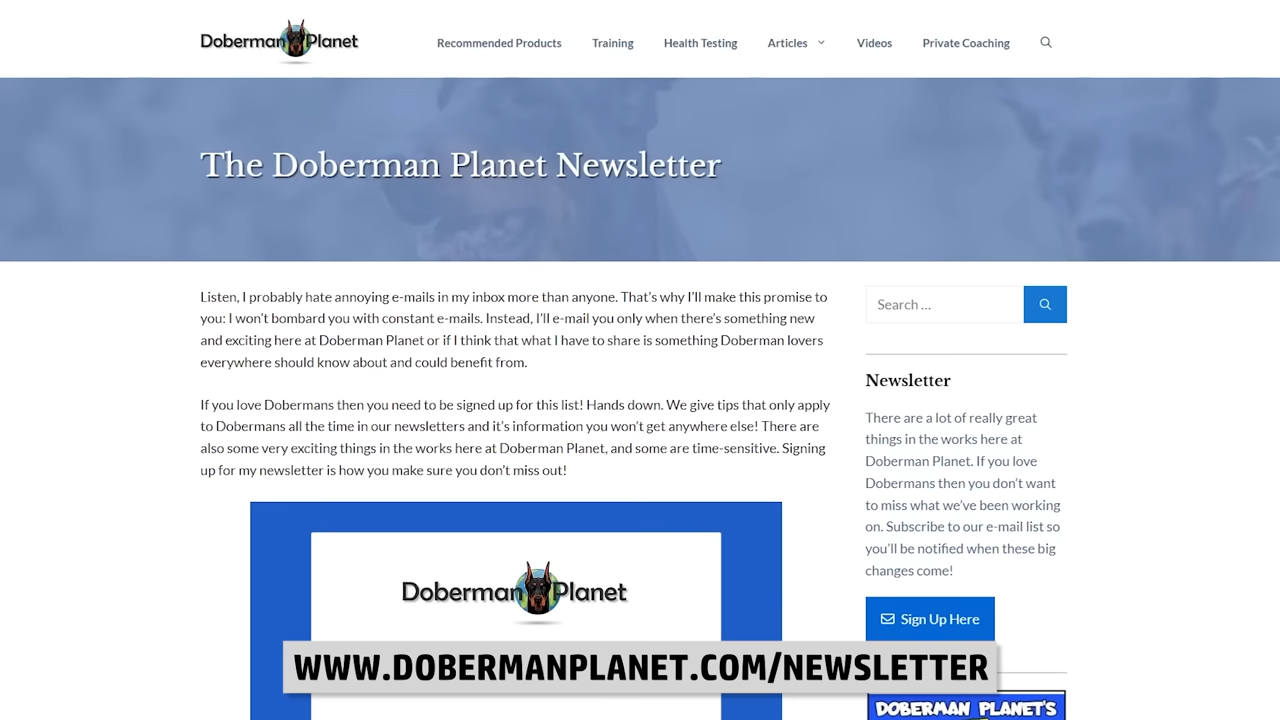 Doberman Planet
Recommended Products
Training
Health Testing
Articles
Videos
Private Coaching
The Doberman Planet Newsletter
Listen, I probably hate annoying e-mails in my inbox more than anyone. That’s why I’ll make this promise to
you: I won’t bombard you with constant e-mails. Instead, I’ll e-mail you only when there’s something new
and exciting here at Doberman Planet or if I think that what I have to share is something Doberman lovers
everywhere should know about and could benefit from.
If you love Dobermans then you need to be signed up for this list! Hands down. We give tips that only apply
to Dobermans all the time in our newsletters and it’s information you won’t get anywhere else! There are
also some very exciting things in the works here at Doberman Planet, and some are time-sensitive. Signing
up for my newsletter is how you make sure you don’t miss out!
Doberman Planet
Search …
Newsletter
There are a lot of really great
things in the works here at
Doberman Planet. If you love
Dobermans then you don’t want
to miss what we’ve been working
on. Subscribe to our e-mail list so
you’ll be notified when these big
changes come!
Sign Up Here
WWW.DOBERMANPLANET.COM/NEWSLETTER
DOBERMAN PLANET'S